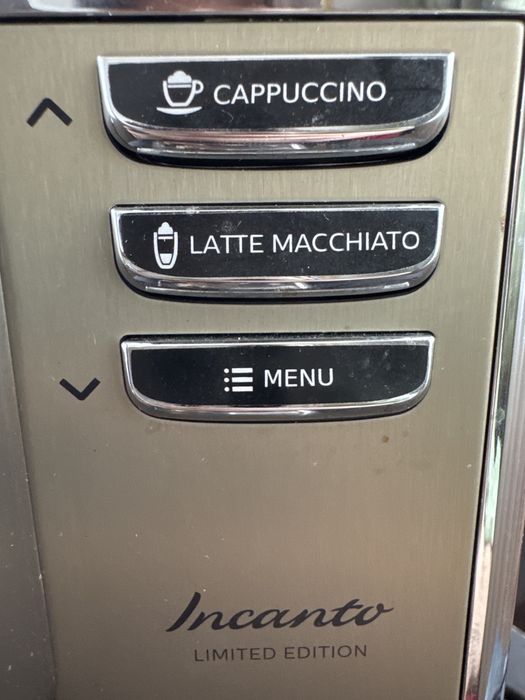 CAPPUCCINO
LATTE MACCHIATO
MENU
Incanto
LIMITED EDITION